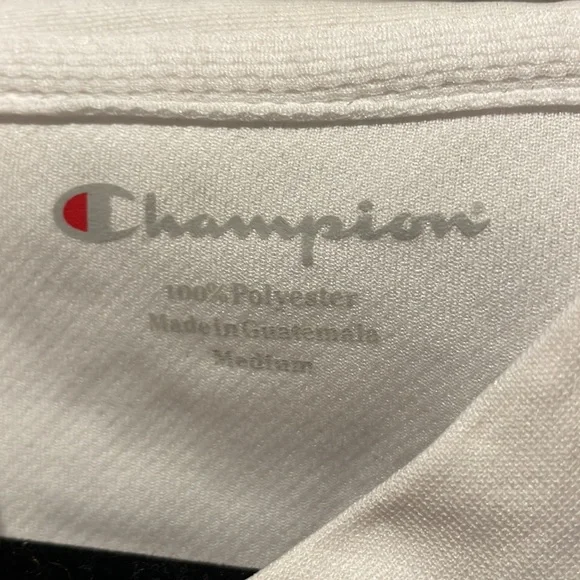 Champion
100% Polyester
Made in Guatemala
Medium